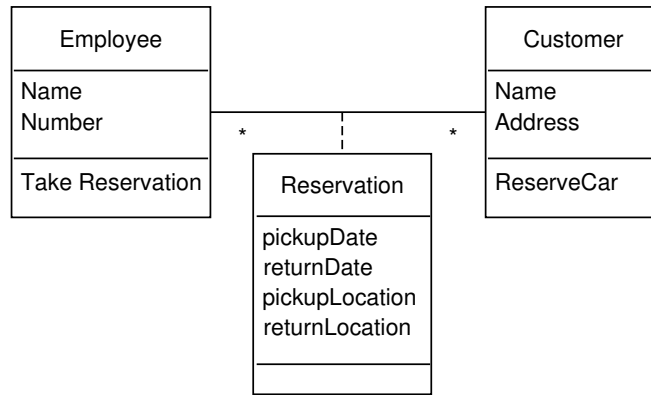 Employee
Name
Number
Take Reservation
*
*
Customer
Name
Address
ReserveCar
Reservation
pickupDate
returnDate
pickupLocation
returnLocation